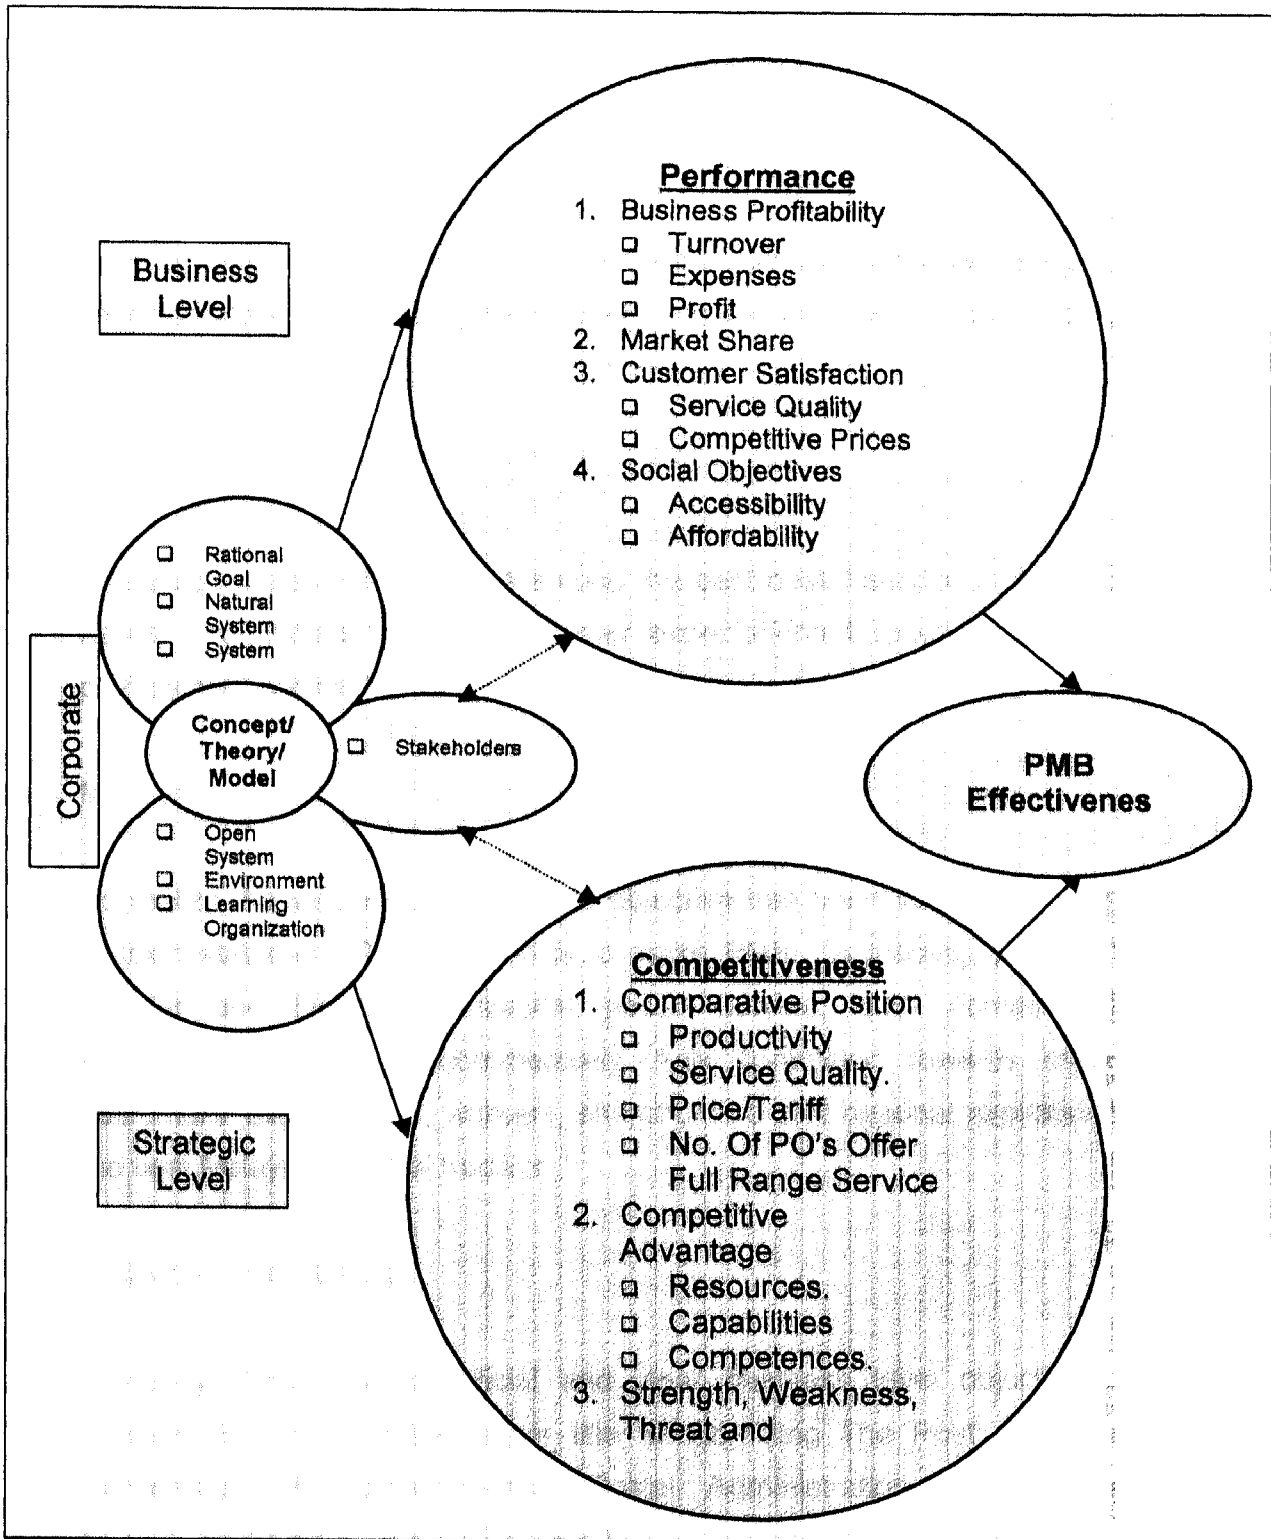 Performance
1. Business Profitability
❑ Turnover
❑ Expenses
❑ Profit
2. Market Share
3. Customer Satisfaction
❑ Service Quality
❑ Competitive Prices
4. Social Objectives
❑ Accessibility
❑ Affordability
Business
Level
❑ Rational
Goal
❑ Natural
System
❑ System
Corporate
Concept/
Theory/
Model
❑ Stakeholders
❑ Open
System
❑ Environment
❑ Learning
Organization
PMB
Effectivenes
Competitiveness
1. Comparative Position
❑ Productivity
❑ Service Quality.
❑ Price/Tariff
❑ No. Of PO's Offer
Full Range Service
2. Competitive
Advantage
❑ Resources.
❑ Capabilities
❑ Competences.
3. Strength, Weakness,
Threat and
Strategic
Level